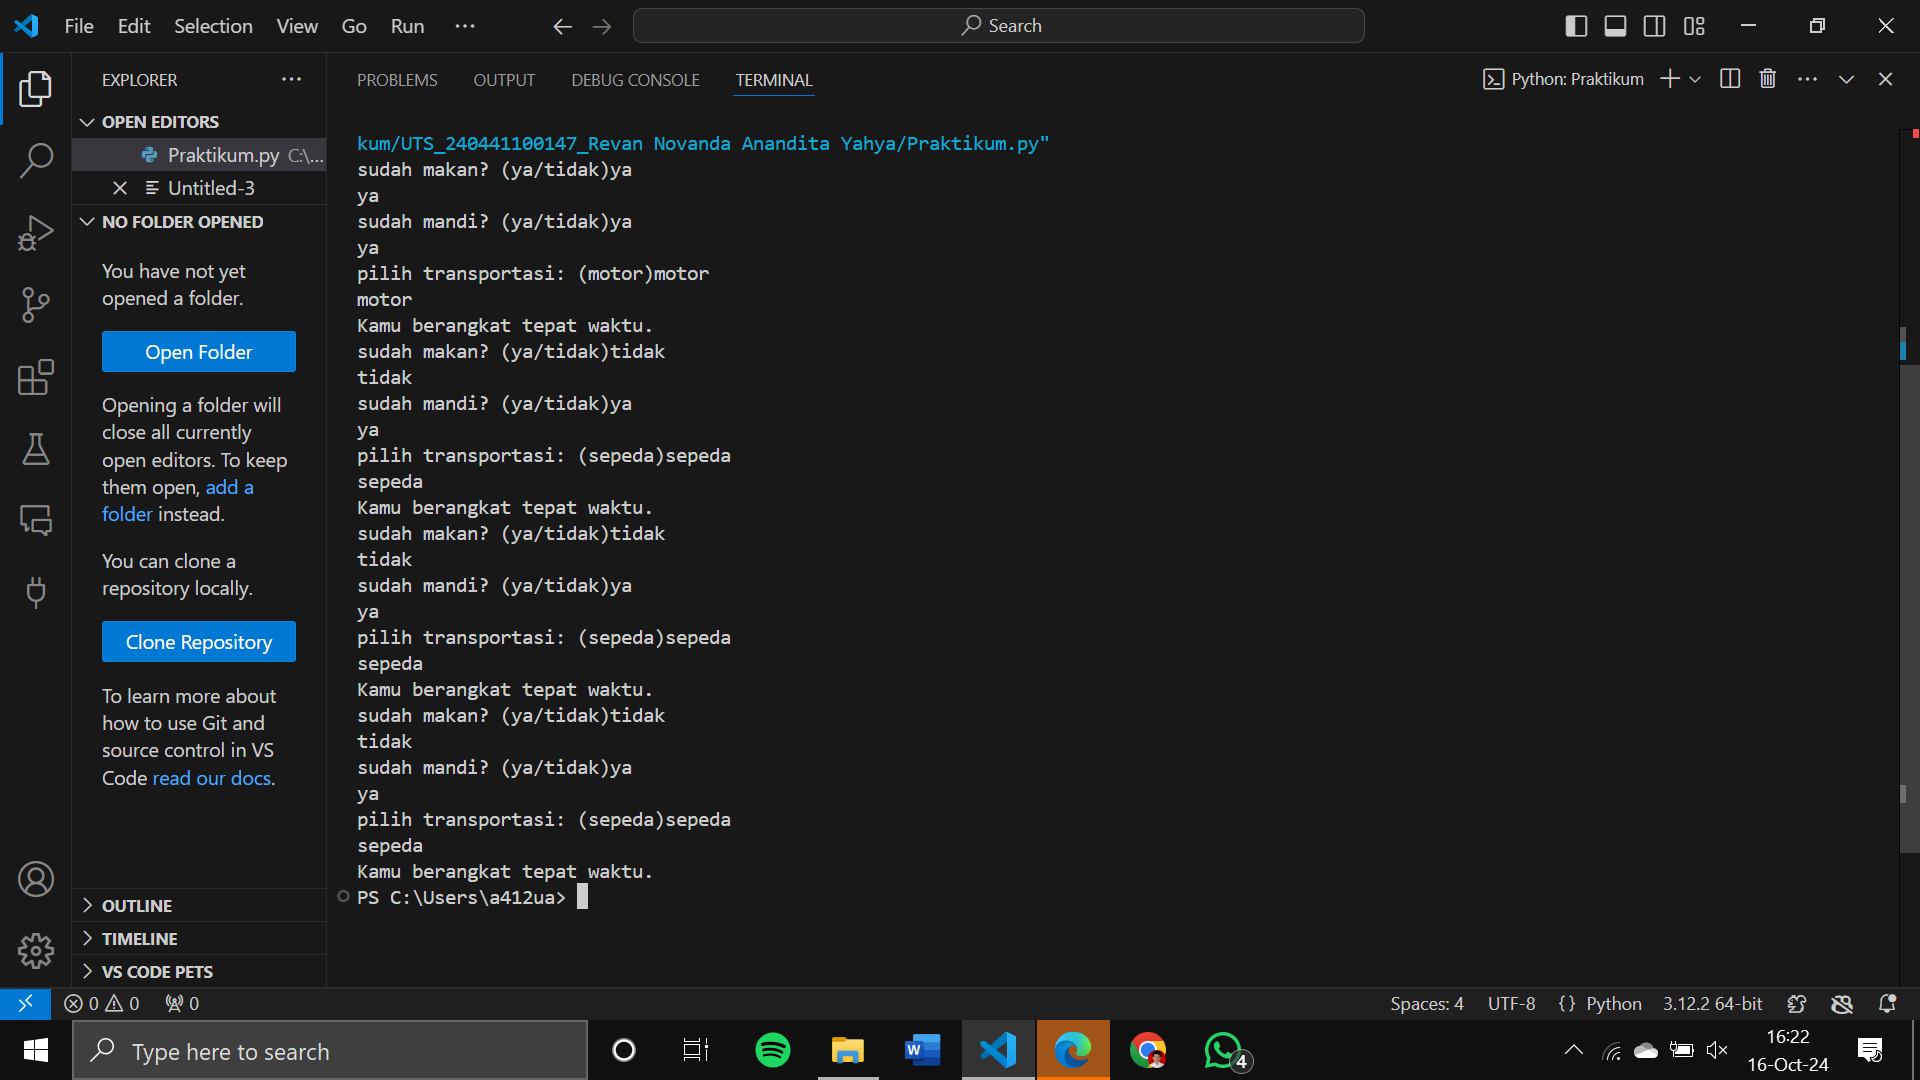 File Edit Selection View Go Run ···
Search
EXPLORER ···
OPEN EDITORS
Praktikum.py C:\...
Untitled-3
NO FOLDER OPENED
You have not yet
opened a folder.
Open Folder
Opening a folder will
close all currently
open editors. To keep
them open, add a
folder instead.
You can clone a
repository locally.
Clone Repository
To learn more about
how to use Git and
source control in VS
Code read our docs.
OUTLINE
TIMELINE
VS CODE PETS
PROBLEMS OUTPUT DEBUG CONSOLE TERMINAL
Python: Praktikum
kum/UTS_240441100147_Revan Novanda Anandita Yahya/Praktikum.py"
sudah makan? (ya/tidak)ya
ya
sudah mandi? (ya/tidak)ya
ya
pilih transportasi: (motor)motor
motor
Kamu berangkat tepat waktu.
sudah makan? (ya/tidak)tidak
tidak
sudah mandi? (ya/tidak)ya
ya
pilih transportasi: (sepeda)sepeda
sepeda
Kamu berangkat tepat waktu.
sudah makan? (ya/tidak)tidak
tidak
sudah mandi? (ya/tidak)ya
ya
pilih transportasi: (sepeda)sepeda
sepeda
Kamu berangkat tepat waktu.
sudah makan? (ya/tidak)tidak
tidak
sudah mandi? (ya/tidak)ya
ya
pilih transportasi: (sepeda)sepeda
sepeda
Kamu berangkat tepat waktu.
PS C:\Users\a412ua>
0 0 0
Spaces: 4 UTF-8 {} Python 3.12.2 64-bit
Type here to search
W
4
16:22
16-Oct-24